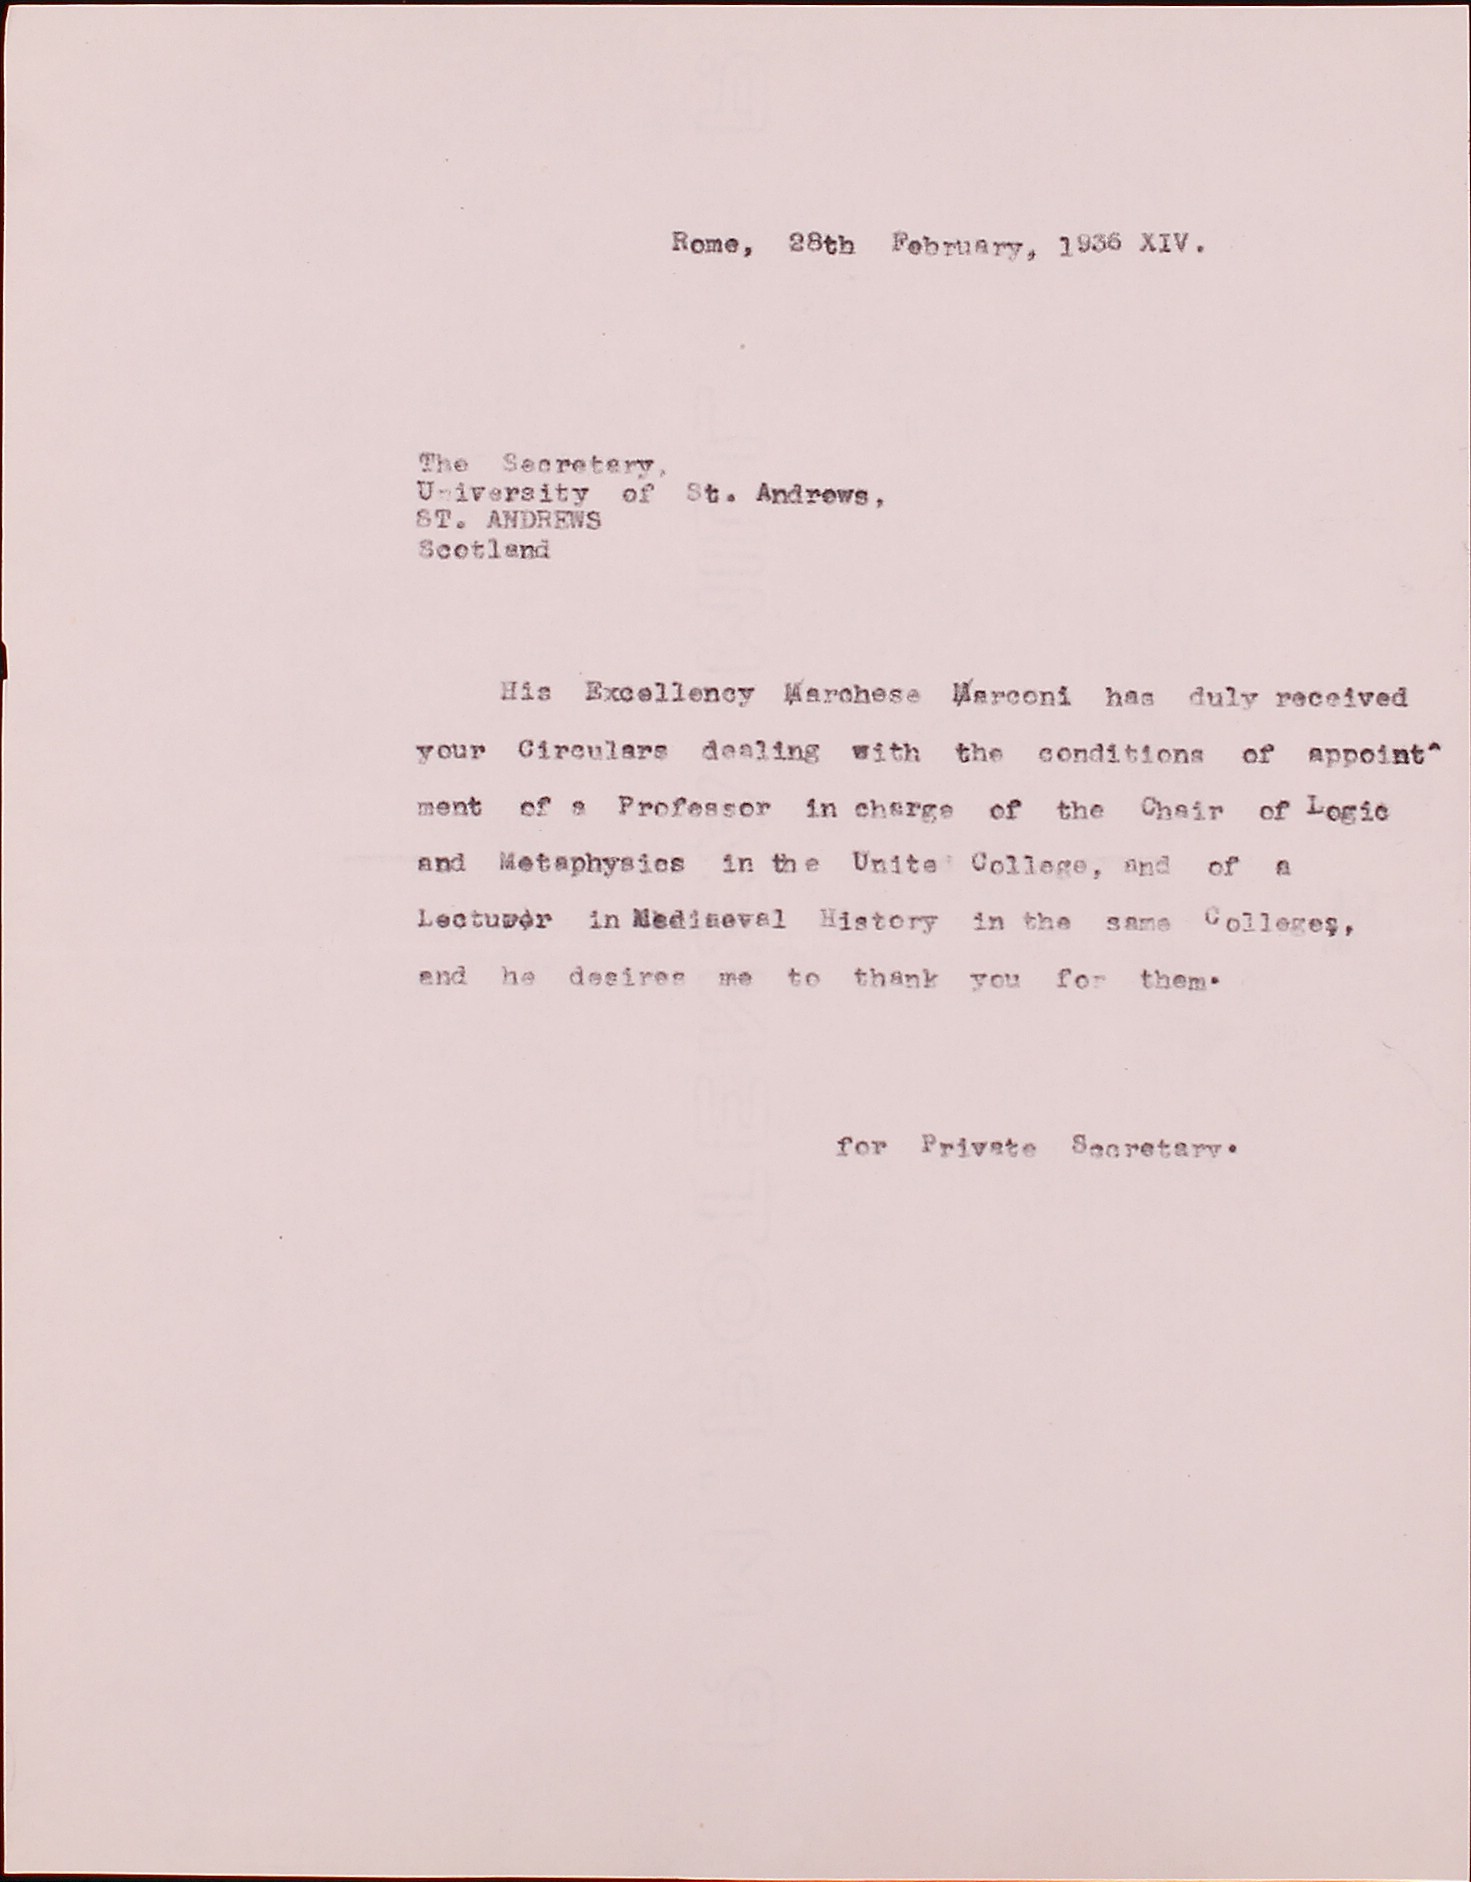 Rome, 28th February, 1936 XIV.
The Secretary,
University of St. Andrews,
ST. ANDREWS
Scotland
His Excellency Marchese Marconi has duly received
your Circulars dealing with the conditions of appoint-
ment of a Professor in charge of the Chair of Logic
and Metaphysics in the Unite College, and of a
Lecturer in Mediaeval History in the same Colleges,
and he desires me to thank you for them.
for Private Secretary.